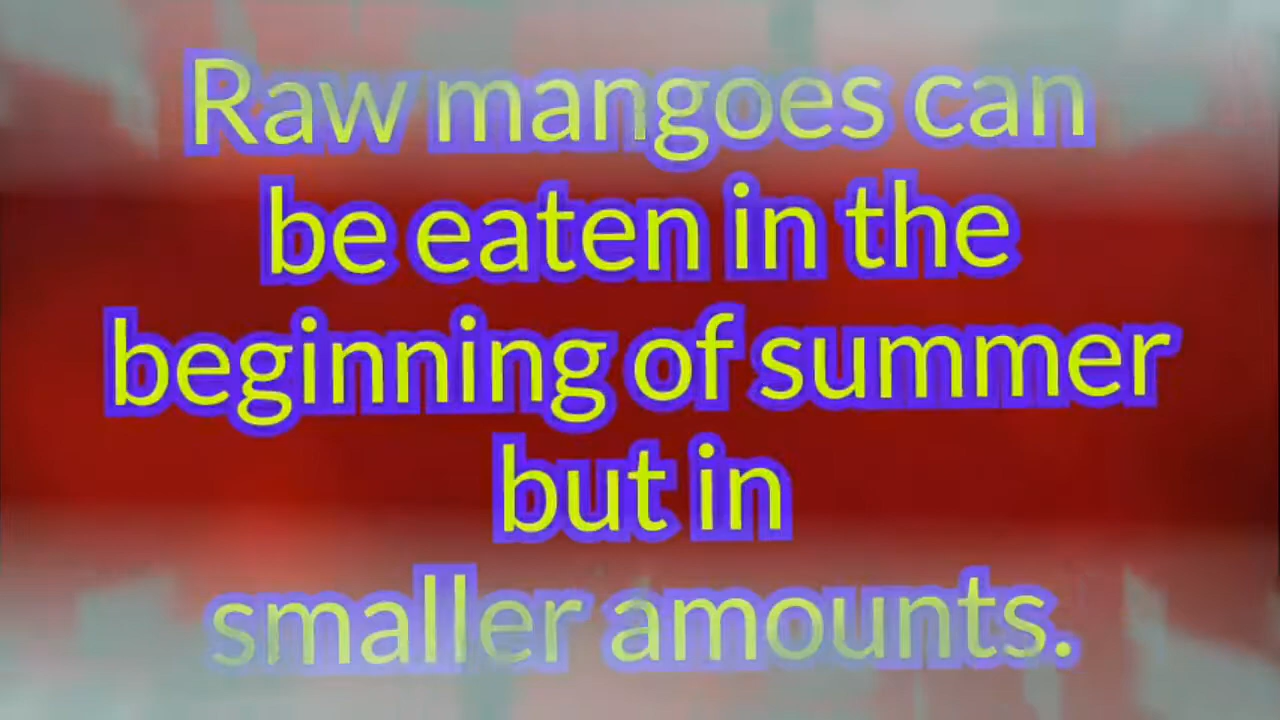 Raw mangoes can
be eaten in the
beginning of summer
but in
smaller amounts.